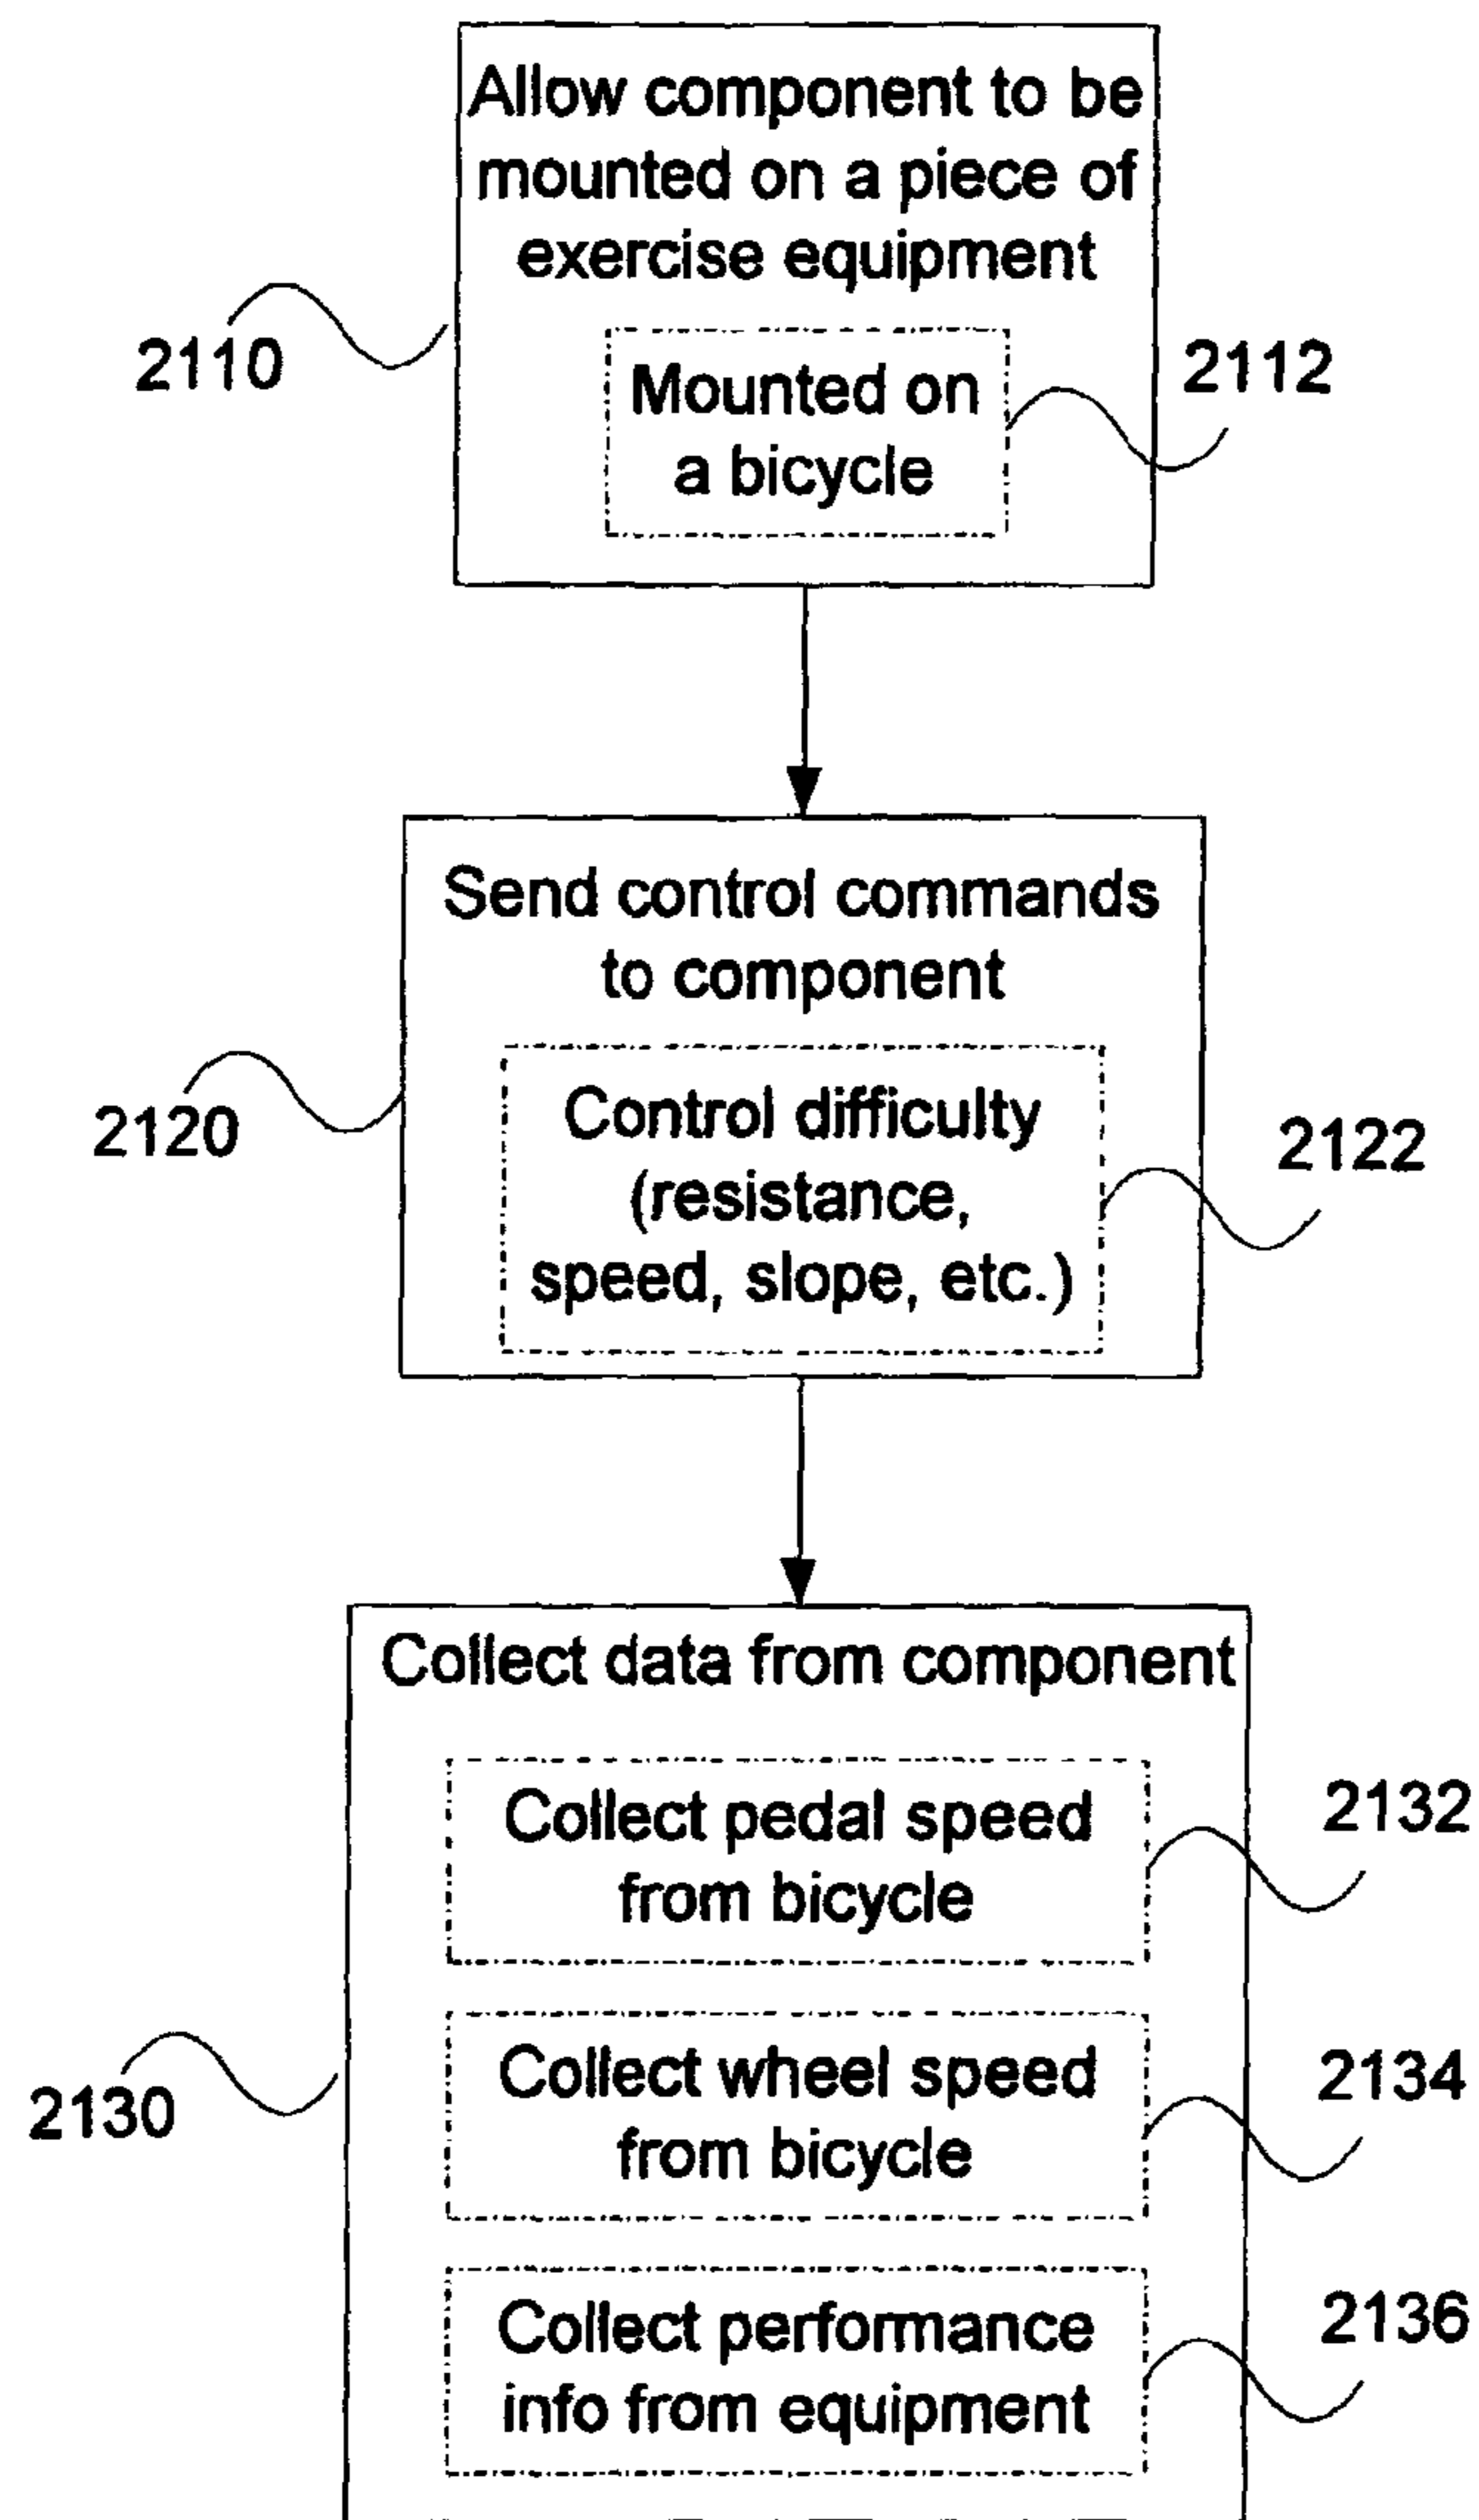 Allow component to be
mounted on a piece of
exercise equipment
2110
Mounted on
a bicycle
2112
Send control commands
to component
2120
Control difficulty
(resistance,
speed, slope, etc.)
2122
Collect data from component
2130
Collect pedal speed
from bicycle
2132
Collect wheel speed
from bicycle
2134
Collect performance
info from equipment
2136